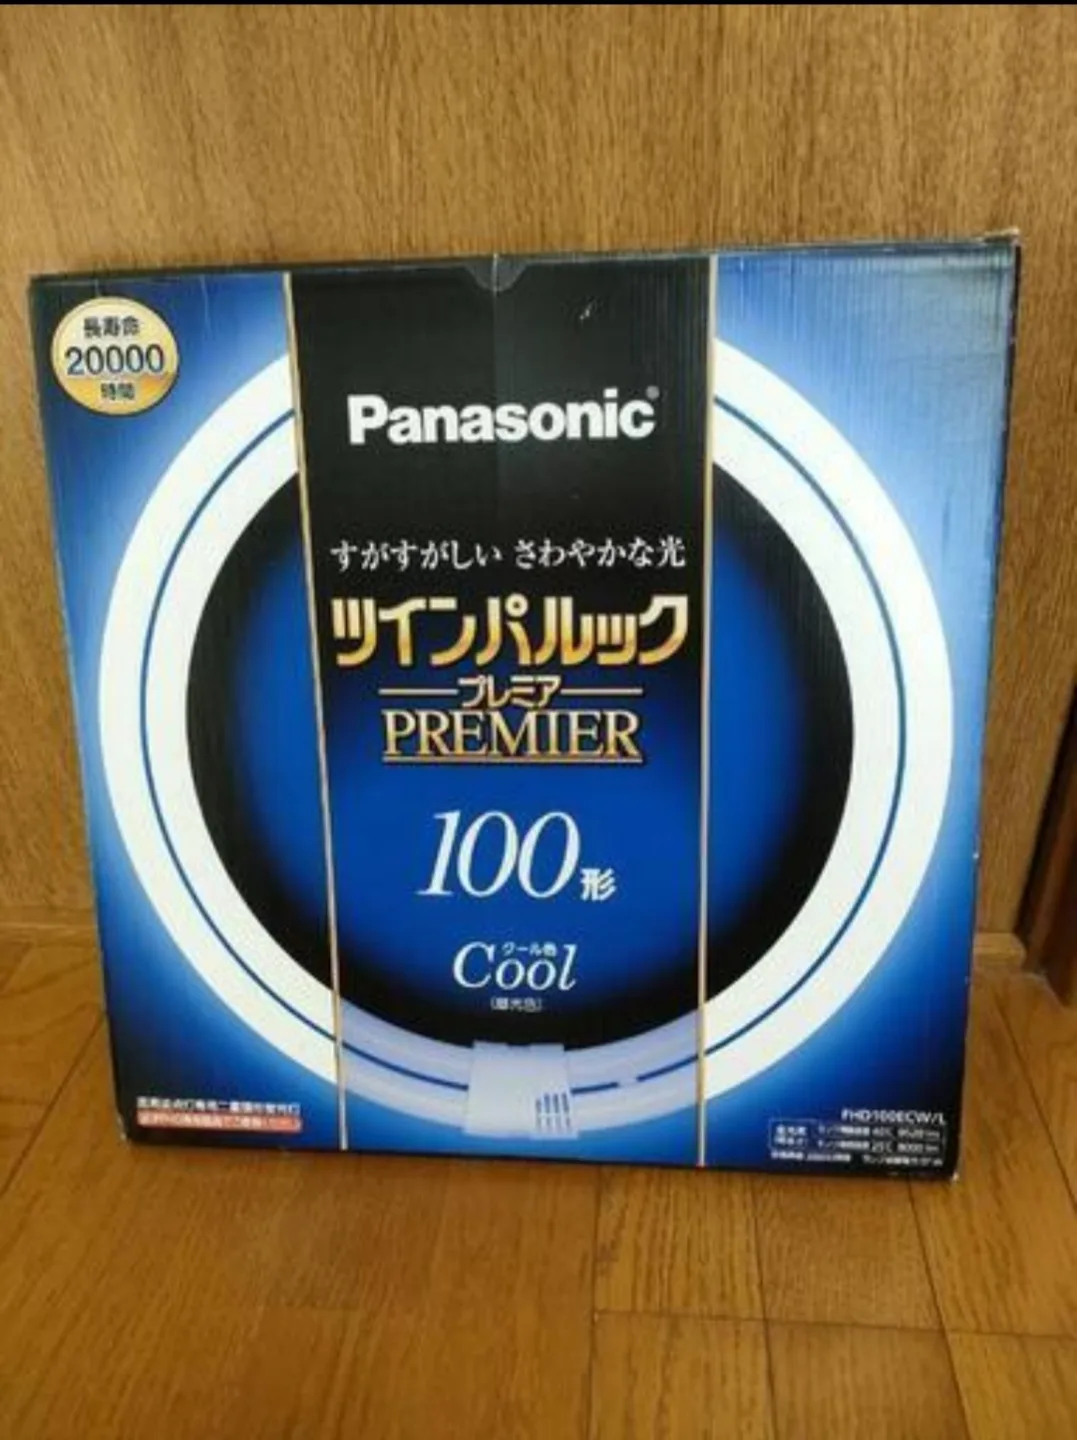 長寿命
20000
時間
Panasonic®
すがすがしい さわやかな光
ツインパルック
プレミア
PREMIER
100形
クール色
Cool
(昼光色)
FHD100ECW/L